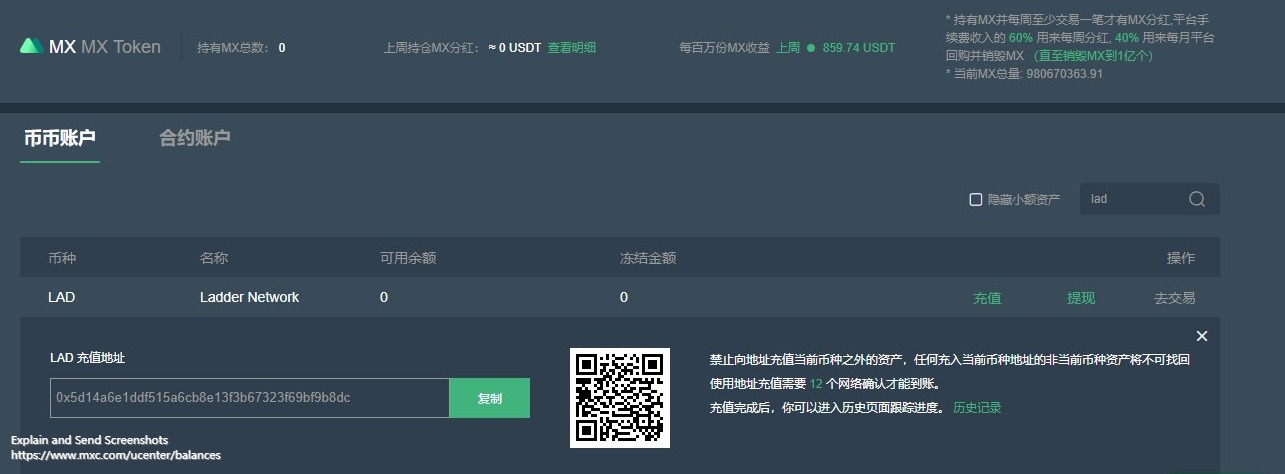 MX MX Token
持有MX总数： 0
上周持仓MX分红： ≈ 0 USDT 查看明细
每百万份MX收益 上周 859.74 USDT
* 持有MX并每周至少交易一笔才有MX分红,平台手
续费收入的 60% 用来每周分红, 40% 用来每月平台
回购并销毁MX （直至销毁MX到1亿个）
* 当前MX总量: 980670363.91
币币账户 合约账户
隐藏小额资产 lad
币种 名称 可用余额 冻结金额 操作
LAD Ladder Network 0 0 充值 提现 去交易
LAD 充值地址
0x5d14a6e1ddf515a6cb8e13f3b67323f69bf9b8dc 复制
禁止向地址充值当前币种之外的资产，任何充入当前币种地址的非当前币种资产将不可找回
使用地址充值需要 12 个网络确认才能到账。
充值完成后，你可以进入历史页面跟踪进度。 历史记录
Explain and Send Screenshots
https://www.mxc.com/ucenter/balances